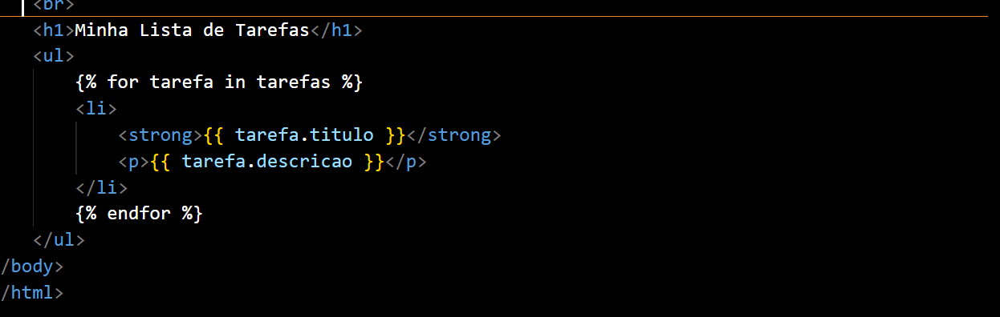 <br>
<h1>Minha Lista de Tarefas</h1>
<ul>
{% for tarefa in tarefas %}
<li>
<strong>{{ tarefa.titulo }}</strong>
<p>{{ tarefa.descricao }}</p>
</li>
{% endfor %}
</ul>
/body>
/html>